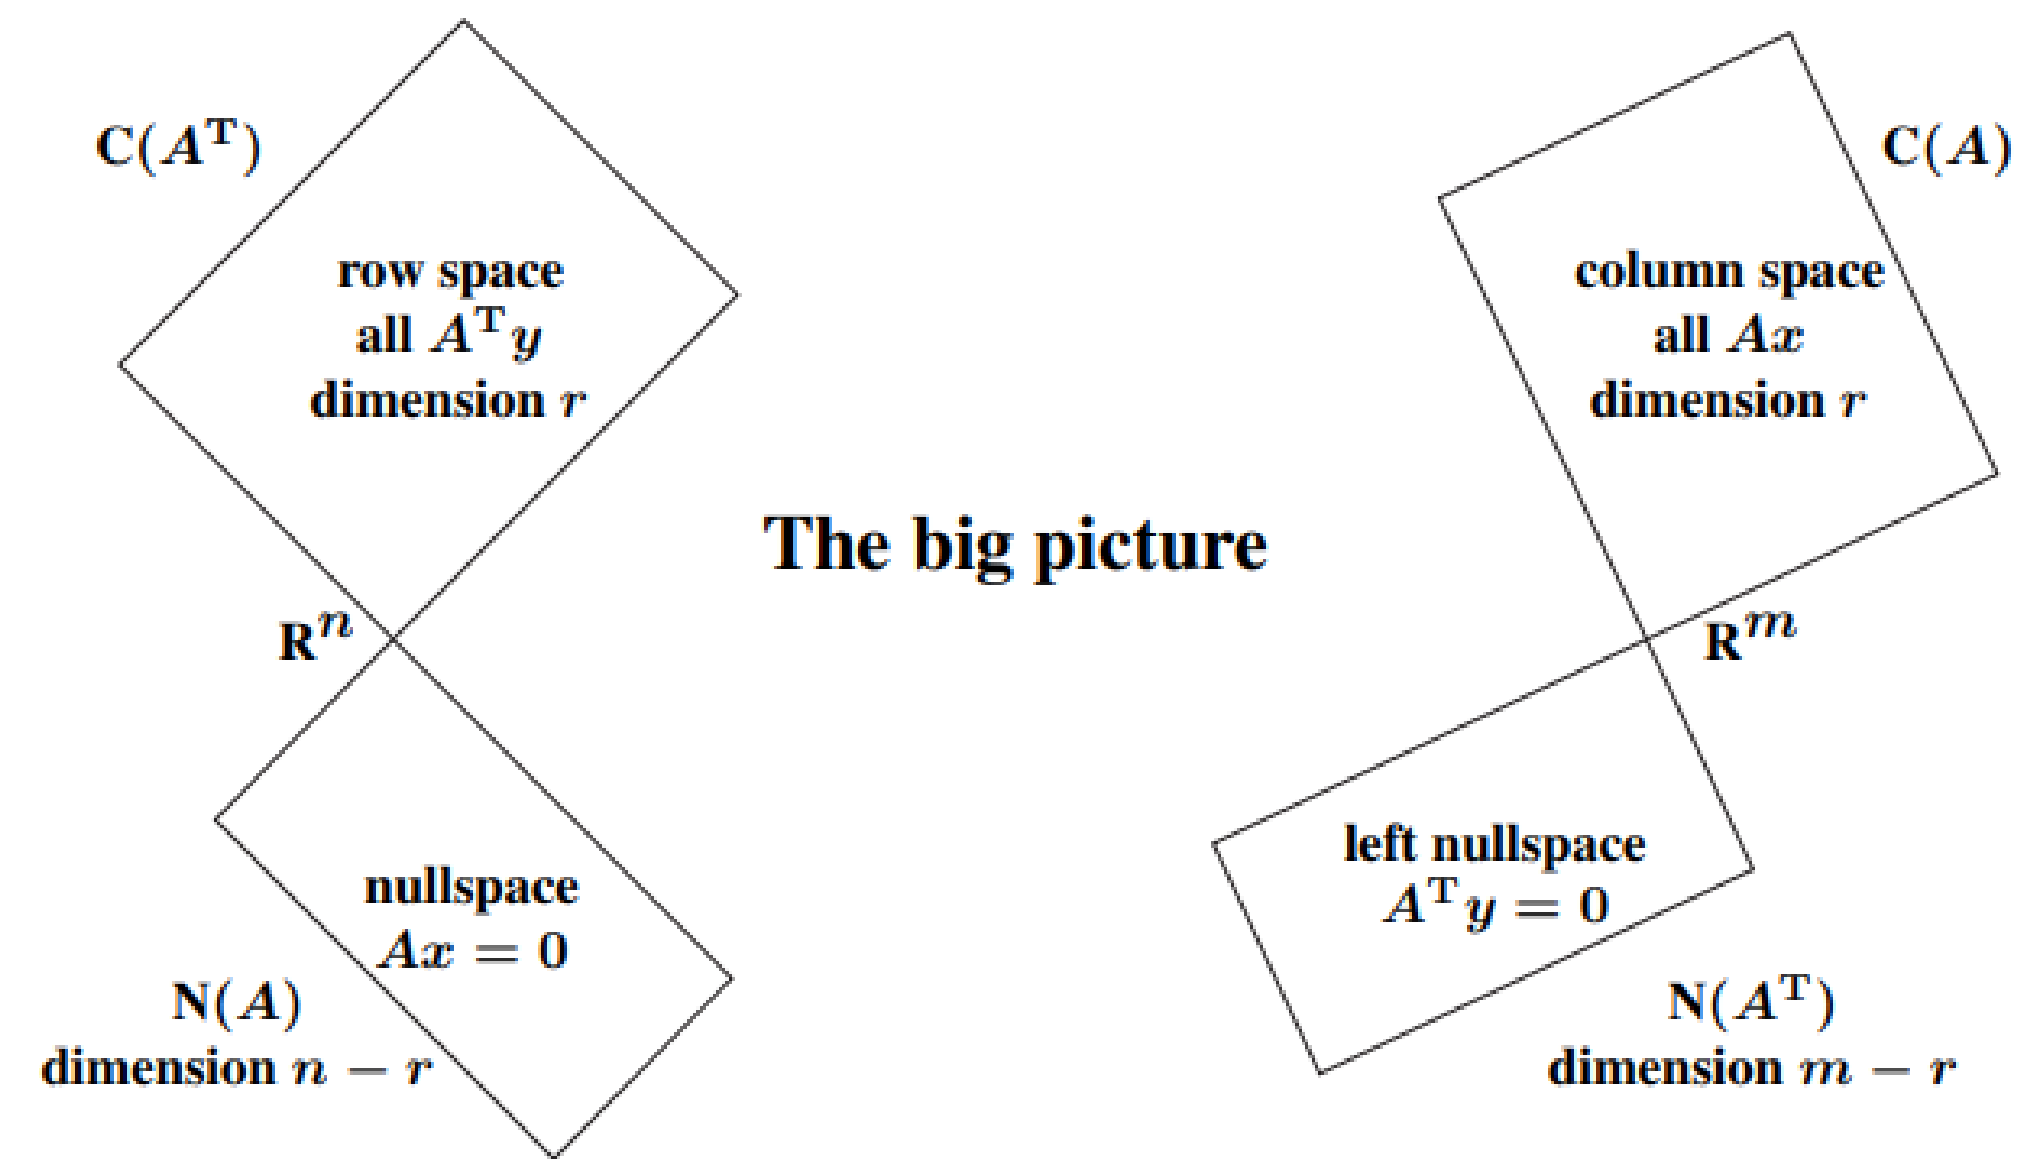 C(Aᵀ)
row space
all Aᵀy
dimension r
Rⁿ
nullspace
Ax = 0
N(A)
dimension n − r
The big picture
C(A)
column space
all Ax
dimension r
Rᵐ
left nullspace
Aᵀy = 0
N(Aᵀ)
dimension m − r